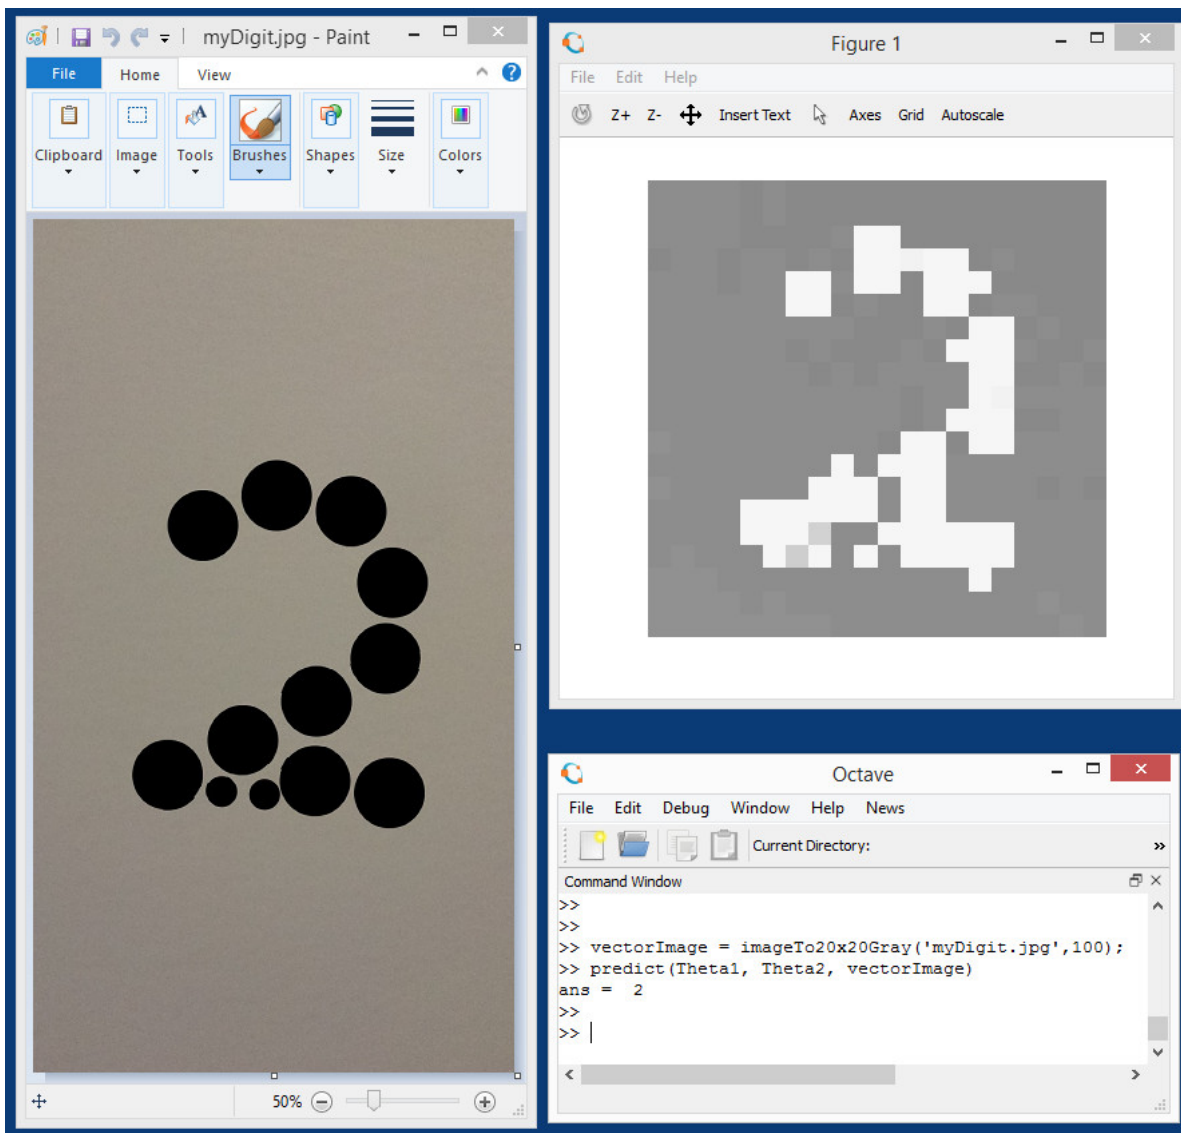 myDigit.jpg - Paint
File Home View
Clipboard Image Tools Brushes Shapes Size Colors
50%
Figure 1
File Edit Help
Z+ Z- Insert Text Axes Grid Autoscale
Octave
File Edit Debug Window Help News
Current Directory: »
Command Window
>>
>>
>> vectorImage = imageTo20x20Gray('myDigit.jpg',100);
>> predict(Theta1, Theta2, vectorImage)
ans = 2
>>
>>